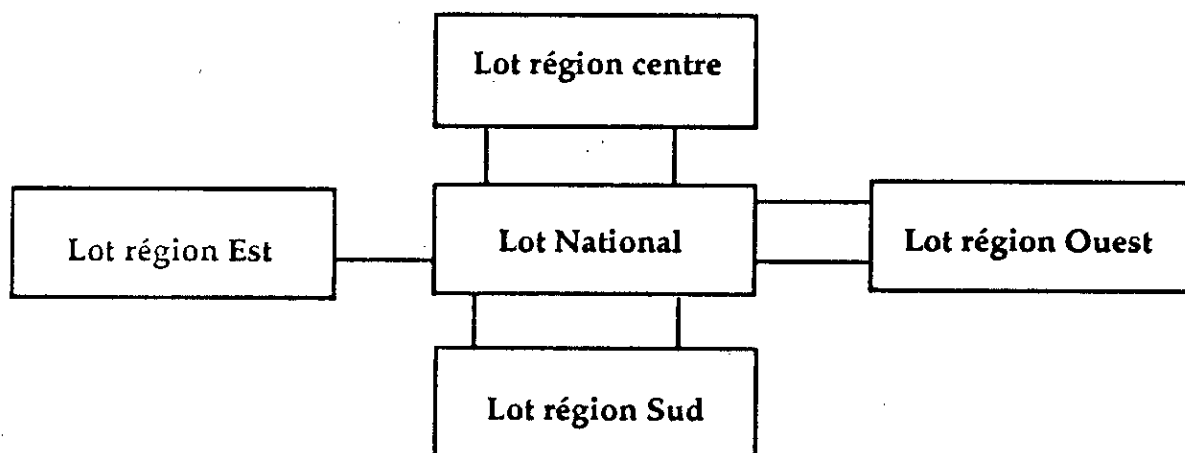 Lot région centre
Lot région Est
Lot National
Lot région Ouest
Lot région Sud